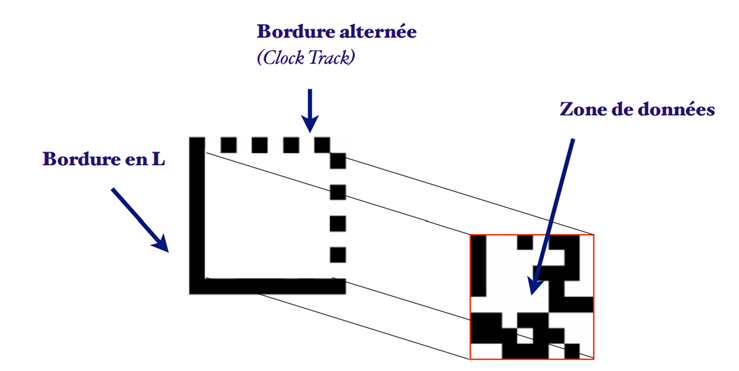 Bordure alternée
(Clock Track)
Zone de données
Bordure en L